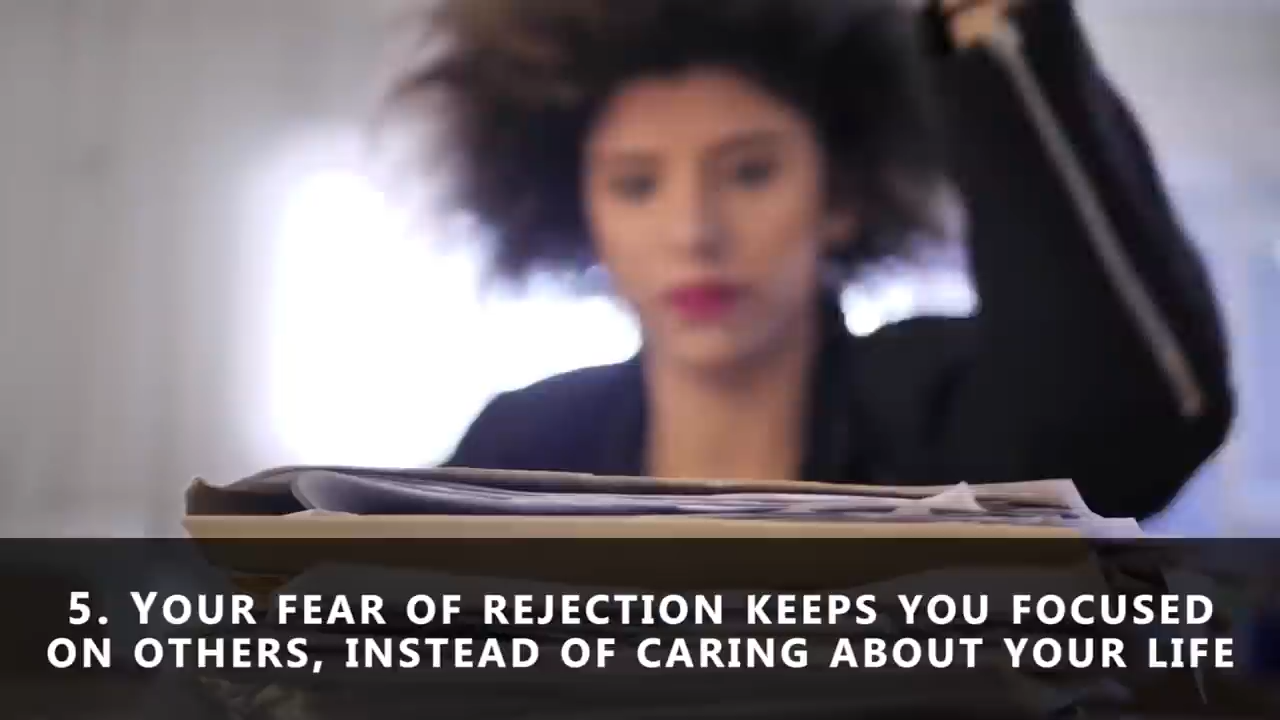 5. YOUR FEAR OF REJECTION KEEPS YOU FOCUSED
ON OTHERS, INSTEAD OF CARING ABOUT YOUR LIFE